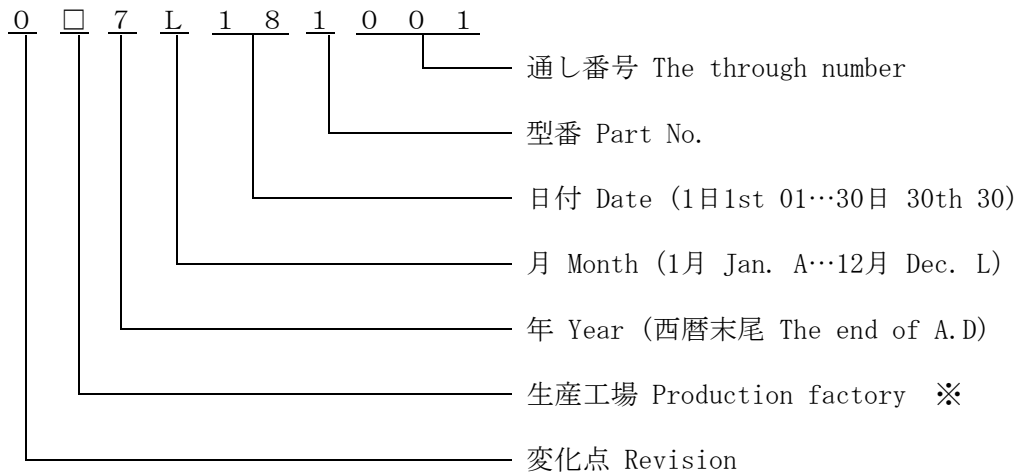 ０ □ ７ Ｌ １ ８ １ ０ ０ １
通し番号 The through number
型番 Part No.
日付 Date (1日1st 01…30日 30th 30)
月 Month (1月 Jan. A…12月 Dec. L)
年 Year (西暦末尾 The end of A.D)
生産工場 Production factory ※
変化点 Revision